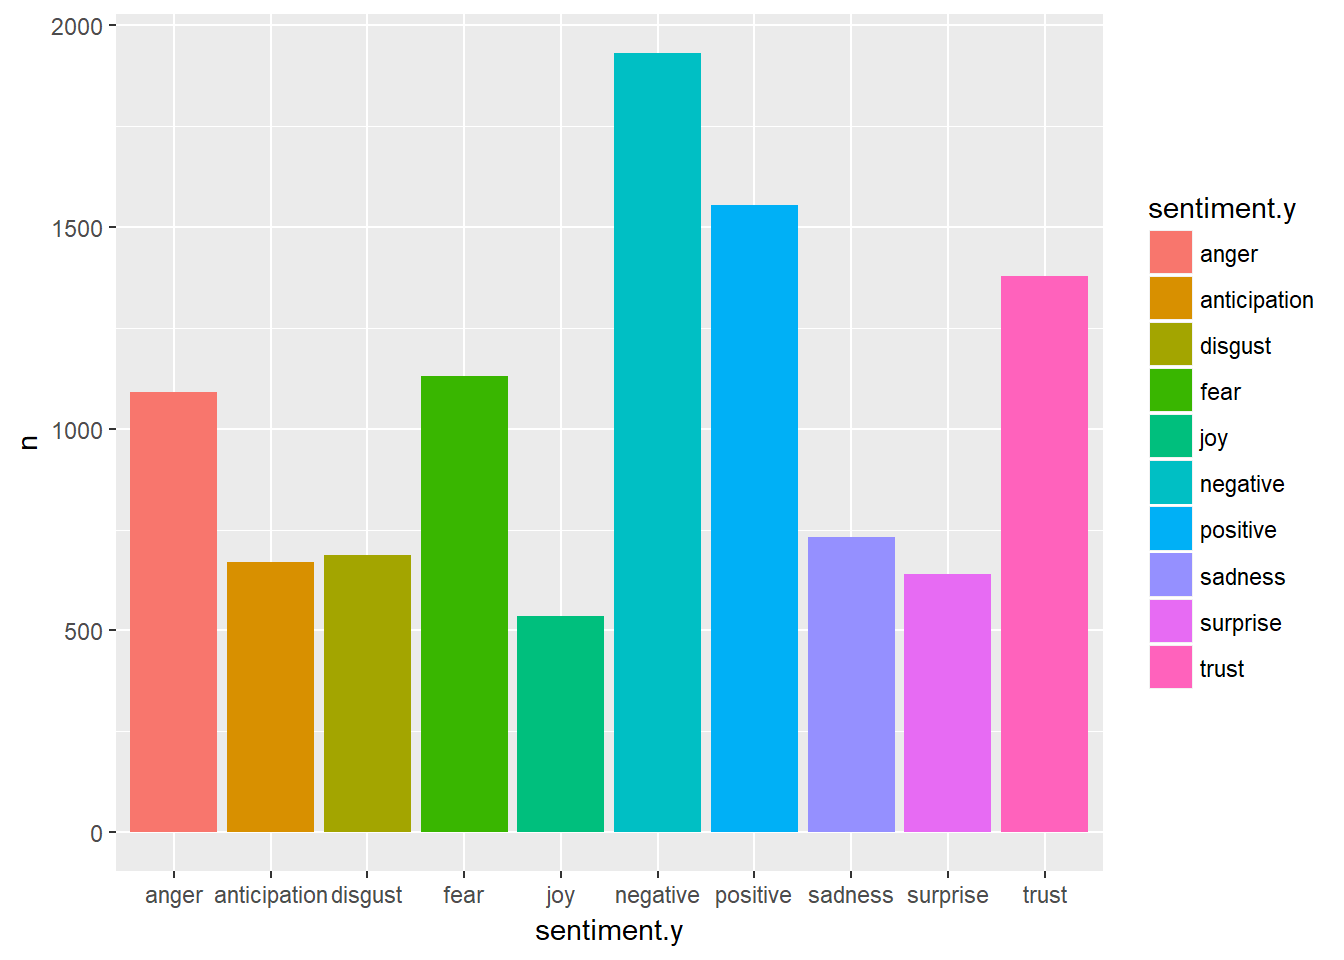 2000
1500
1000
500
0
n
anger anticipation disgust fear joy negative positive sadness surprise trust
sentiment.y
sentiment.y
anger
anticipation
disgust
fear
joy
negative
positive
sadness
surprise
trust